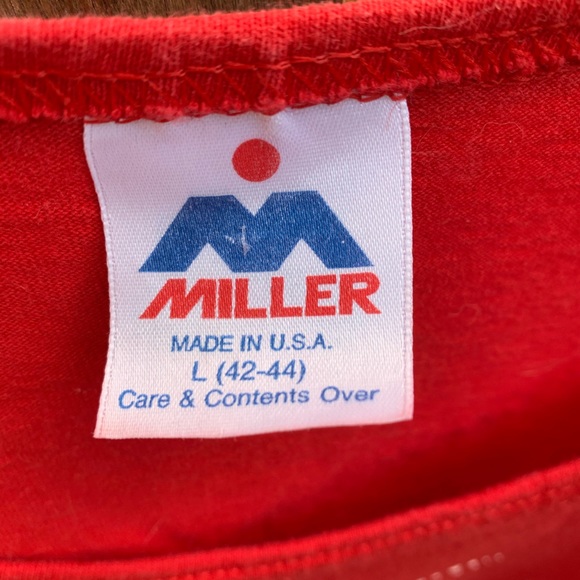 MILLER
MADE IN U.S.A.
L (42-44)
Care & Contents Over